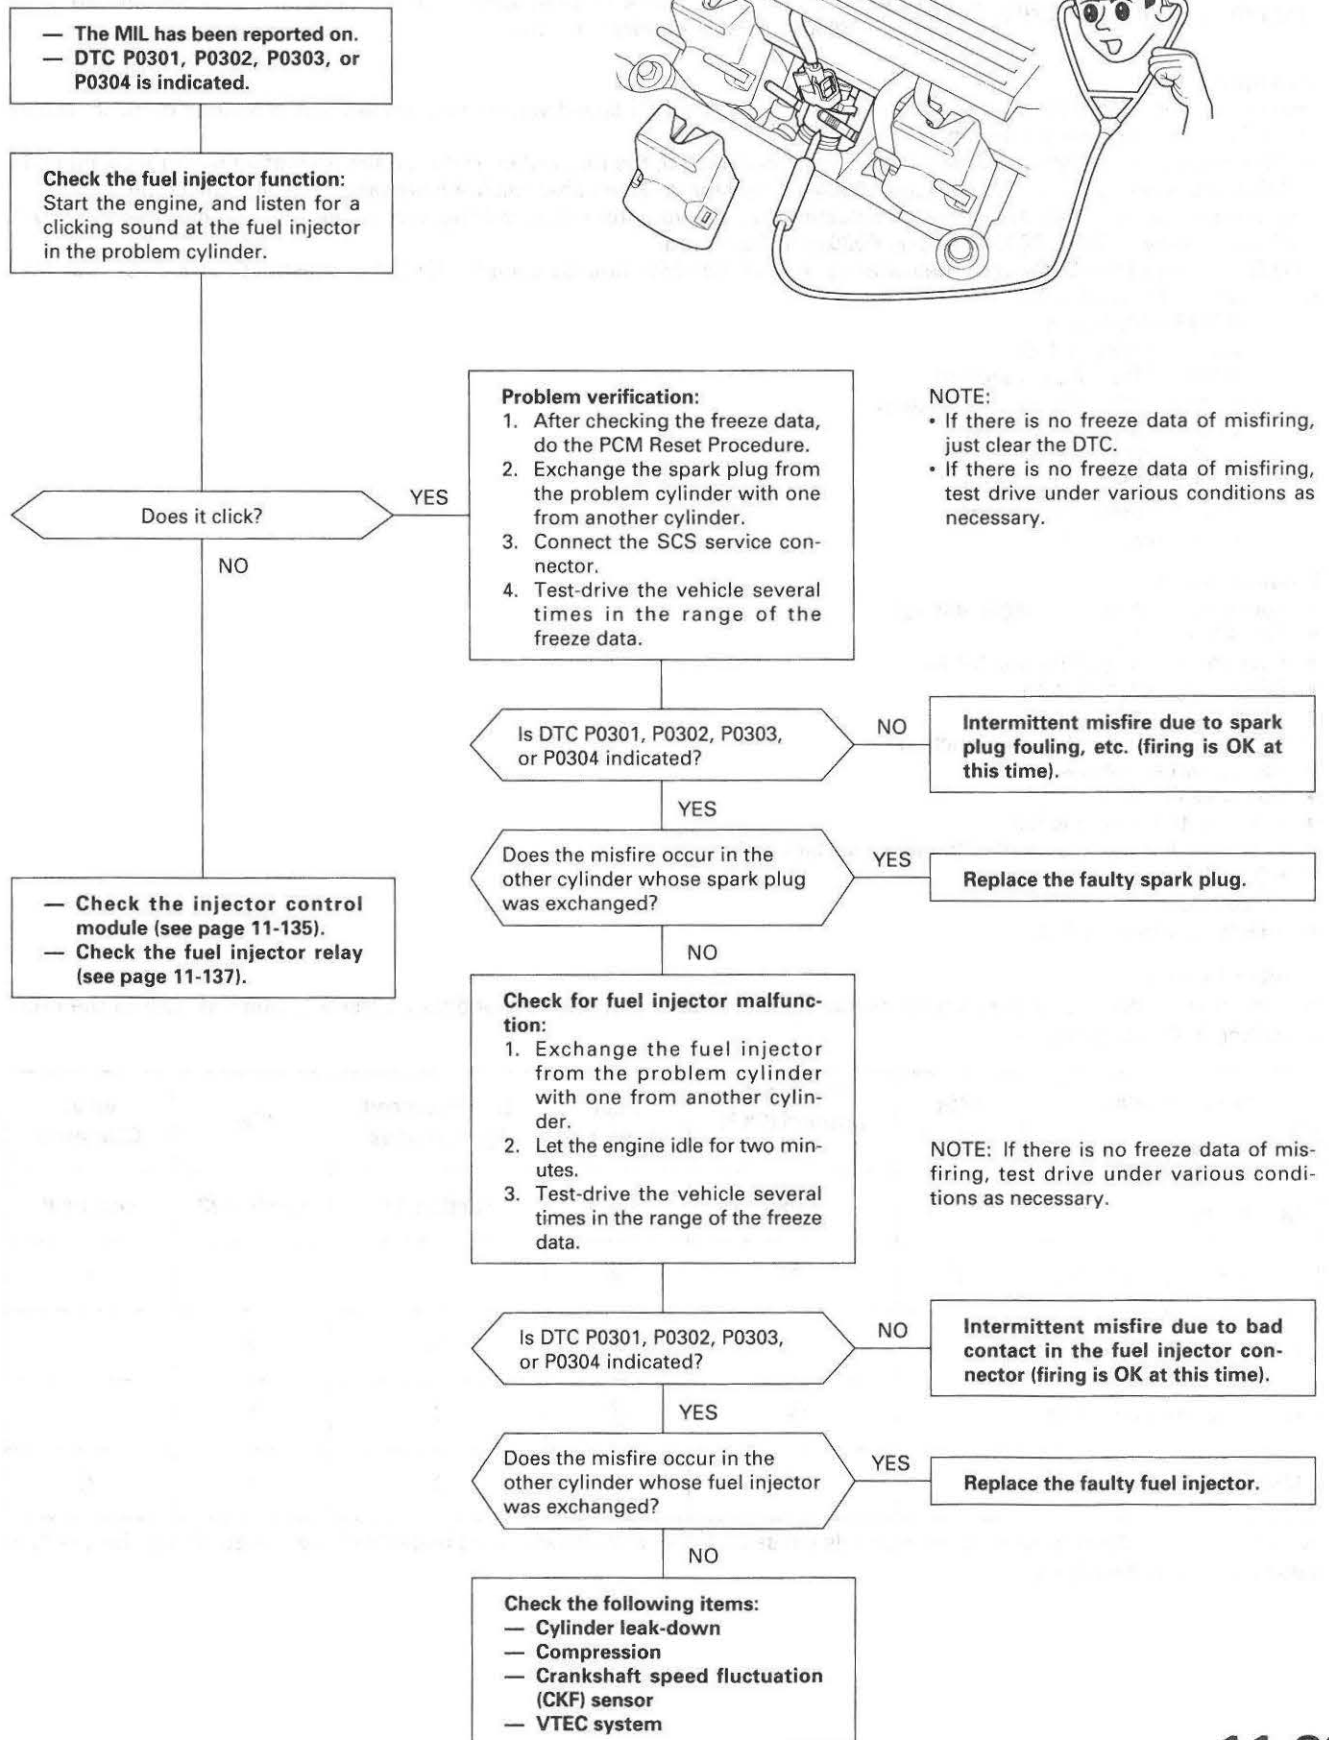 — The MIL has been reported on.
— DTC P0301, P0302, P0303, or
P0304 is indicated.
Check the fuel injector function:
Start the engine, and listen for a
clicking sound at the fuel injector
in the problem cylinder.
Does it click?
YES
NO
Problem verification:
1. After checking the freeze data,
do the PCM Reset Procedure.
2. Exchange the spark plug from
the problem cylinder with one
from another cylinder.
3. Connect the SCS service con-
nector.
4. Test-drive the vehicle several
times in the range of the
freeze data.
NOTE:
• If there is no freeze data of misfiring,
just clear the DTC.
• If there is no freeze data of misfiring,
test drive under various conditions as
necessary.
Is DTC P0301, P0302, P0303,
or P0304 indicated?
NO
Intermittent misfire due to spark
plug fouling, etc. (firing is OK at
this time).
YES
Does the misfire occur in the
other cylinder whose spark plug
was exchanged?
YES
Replace the faulty spark plug.
NO
— Check the injector control
module (see page 11-135).
— Check the fuel injector relay
(see page 11-137).
Check for fuel injector malfunc-
tion:
1. Exchange the fuel injector
from the problem cylinder
with one from another cylin-
der.
2. Let the engine idle for two min-
utes.
3. Test-drive the vehicle several
times in the range of the freeze
data.
NOTE: If there is no freeze data of mis-
firing, test drive under various condi-
tions as necessary.
Is DTC P0301, P0302, P0303,
or P0304 indicated?
NO
Intermittent misfire due to bad
contact in the fuel injector con-
nector (firing is OK at this time).
YES
Does the misfire occur in the
other cylinder whose fuel injector
was exchanged?
YES
Replace the faulty fuel injector.
NO
Check the following items:
— Cylinder leak-down
— Compression
— Crankshaft speed fluctuation
(CKF) sensor
— VTEC system